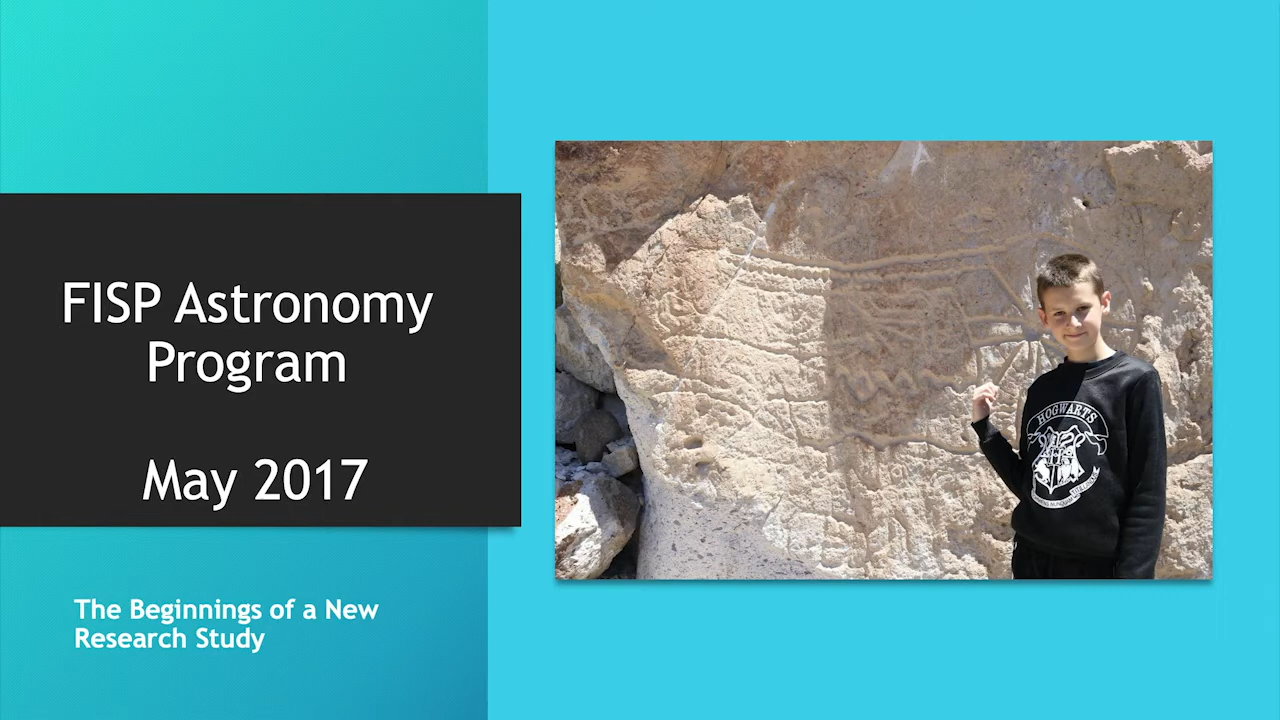 FISP Astronomy
Program
May 2017
The Beginnings of a New
Research Study
HOGWARTS